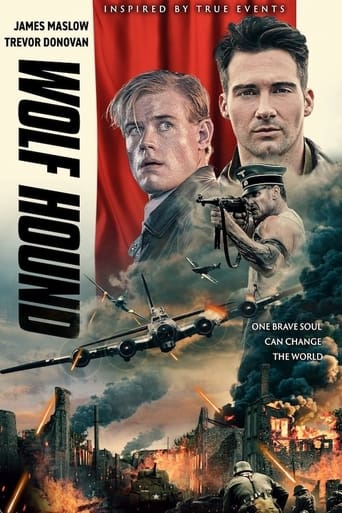 INSPIRED BY TRUE EVENTS
JAMES MASLOW
TREVOR DONOVAN
WOLF HOUND
ONE BRAVE SOUL
CAN CHANGE
THE WORLD